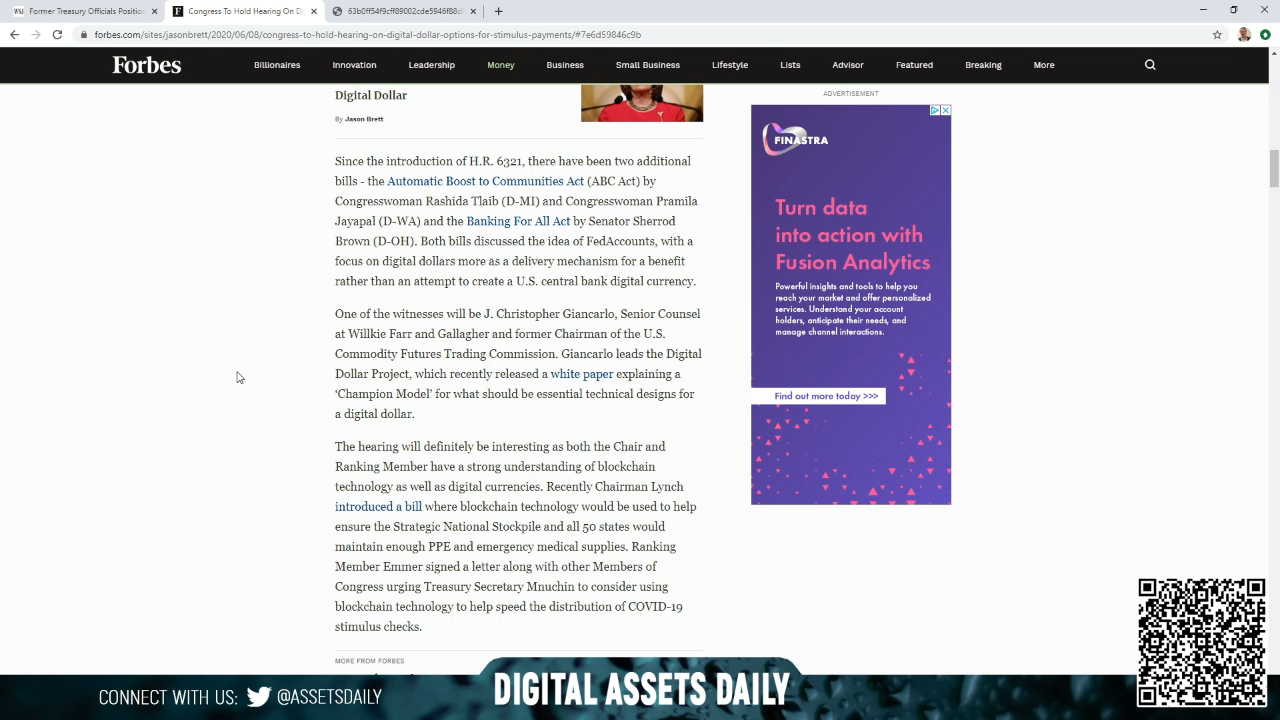 Former Treasury Officials Position
Congress To Hold Hearing On Di
63b0ff54f9cff89002cde5946f88d
forbes.com/sites/jasonbrett/2020/06/08/congress-to-hold-hearing-on-digital-dollar-options-for-stimulus-payments/#7e6d59846c9b
Forbes
Billionaires
Innovation
Leadership
Money
Business
Small Business
Lifestyle
Lists
Advisor
Featured
Breaking
More
Digital Dollar
By Jason Brett
Since the introduction of H.R. 6321, there have been two additional
bills - the Automatic Boost to Communities Act (ABC Act) by
Congresswoman Rashida Tlaib (D-MI) and Congresswoman Pramila
Jayapal (D-WA) and the Banking For All Act by Senator Sherrod
Brown (D-OH). Both bills discussed the idea of FedAccounts, with a
focus on digital dollars more as a delivery mechanism for a benefit
rather than an attempt to create a U.S. central bank digital currency.
One of the witnesses will be J. Christopher Giancarlo, Senior Counsel
at Willkie Farr and Gallagher and former Chairman of the U.S.
Commodity Futures Trading Commission. Giancarlo leads the Digital
Dollar Project, which recently released a white paper explaining a
‘Champion Model’ for what should be essential technical designs for
a digital dollar.
The hearing will definitely be interesting as both the Chair and
Ranking Member have a strong understanding of blockchain
technology as well as digital currencies. Recently Chairman Lynch
introduced a bill where blockchain technology would be used to help
ensure the Strategic National Stockpile and all 50 states would
maintain enough PPE and emergency medical supplies. Ranking
Member Emmer signed a letter along with other Members of
Congress urging Treasury Secretary Mnuchin to consider using
blockchain technology to help speed the distribution of COVID-19
stimulus checks.
MORE FROM FORBES
ADVERTISEMENT
FINASTRA
Turn data
into action with
Fusion Analytics
Powerful insights and tools to help you
reach your market and offer personalized
services. Understand your account
holders, anticipate their needs, and
manage channel interactions.
Find out more today >>>
CONNECT WITH US: @ASSETSDAILY
DIGITAL ASSETS DAILY